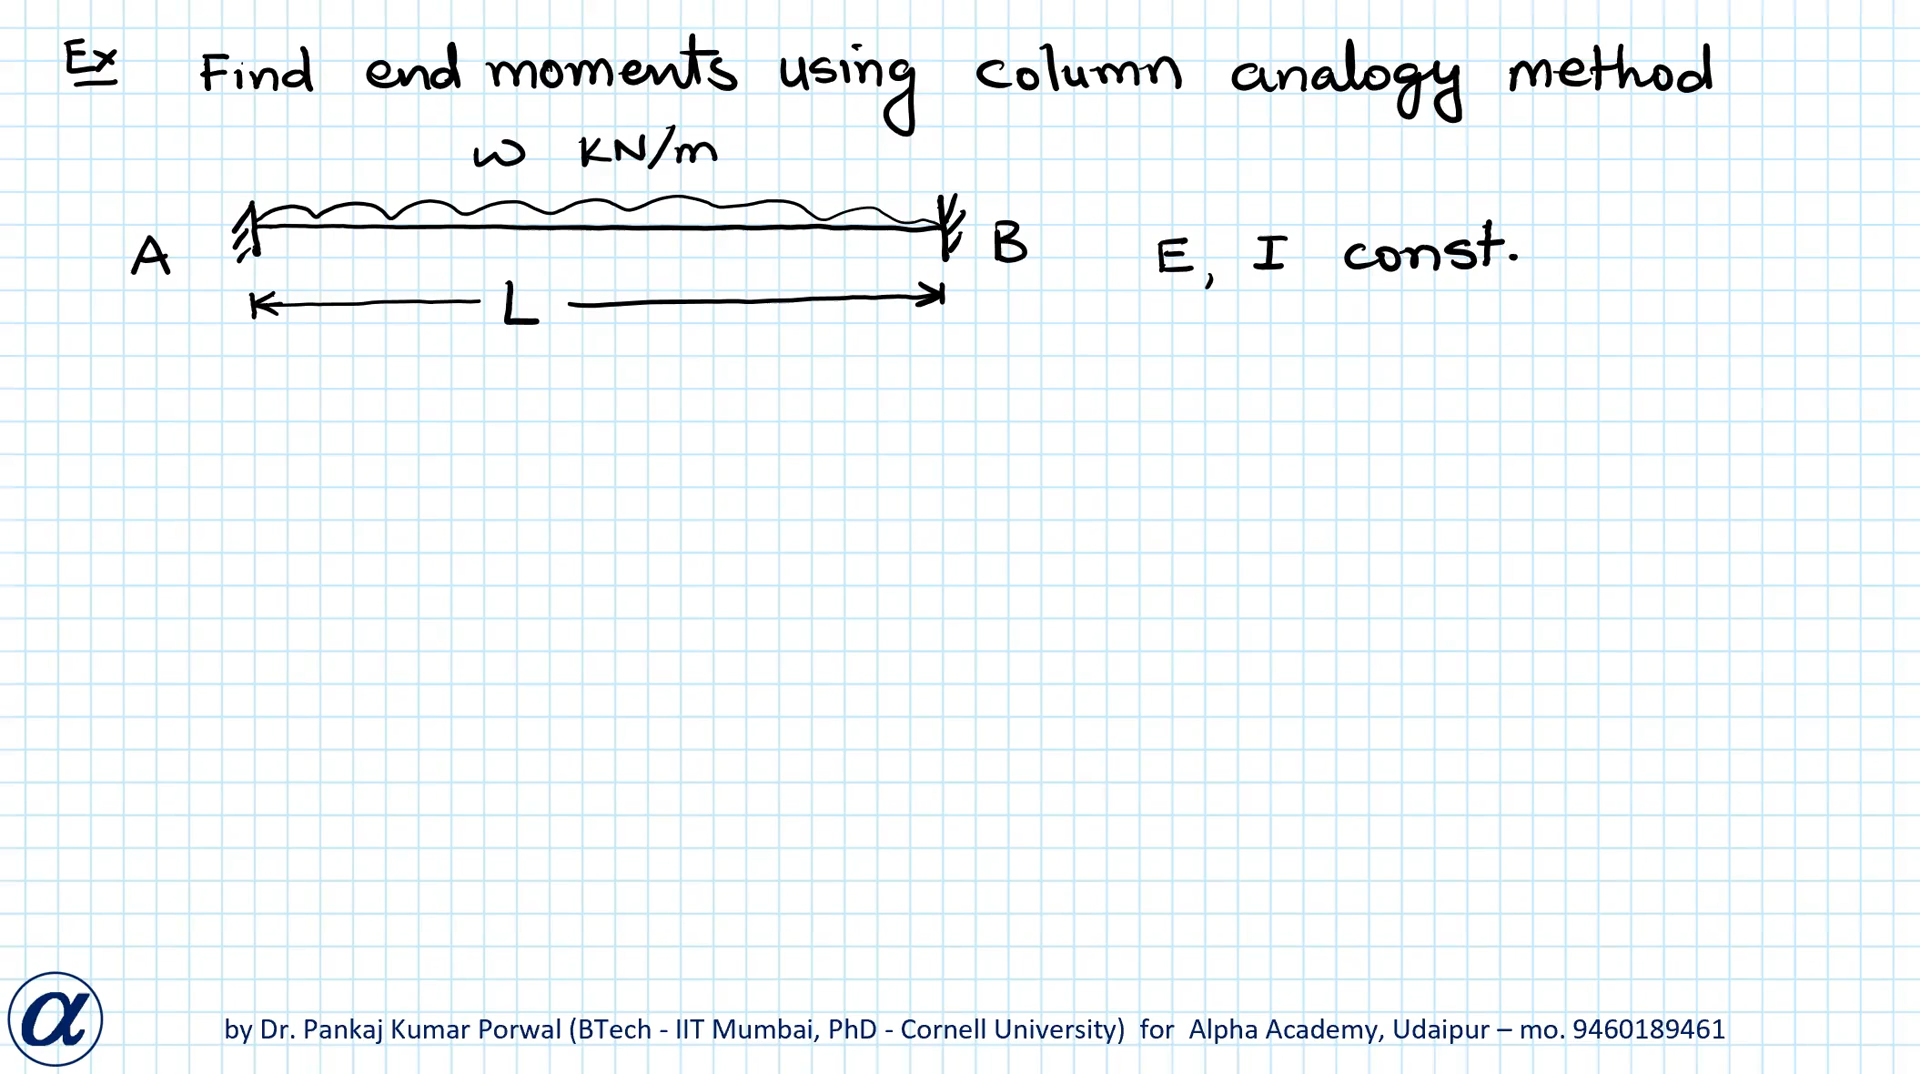 Ex Find end moments using column analogy method
w KN/m
A B E, I const.
L
α by Dr. Pankaj Kumar Porwal (BTech - IIT Mumbai, PhD - Cornell University) for Alpha Academy, Udaipur – mo. 9460189461